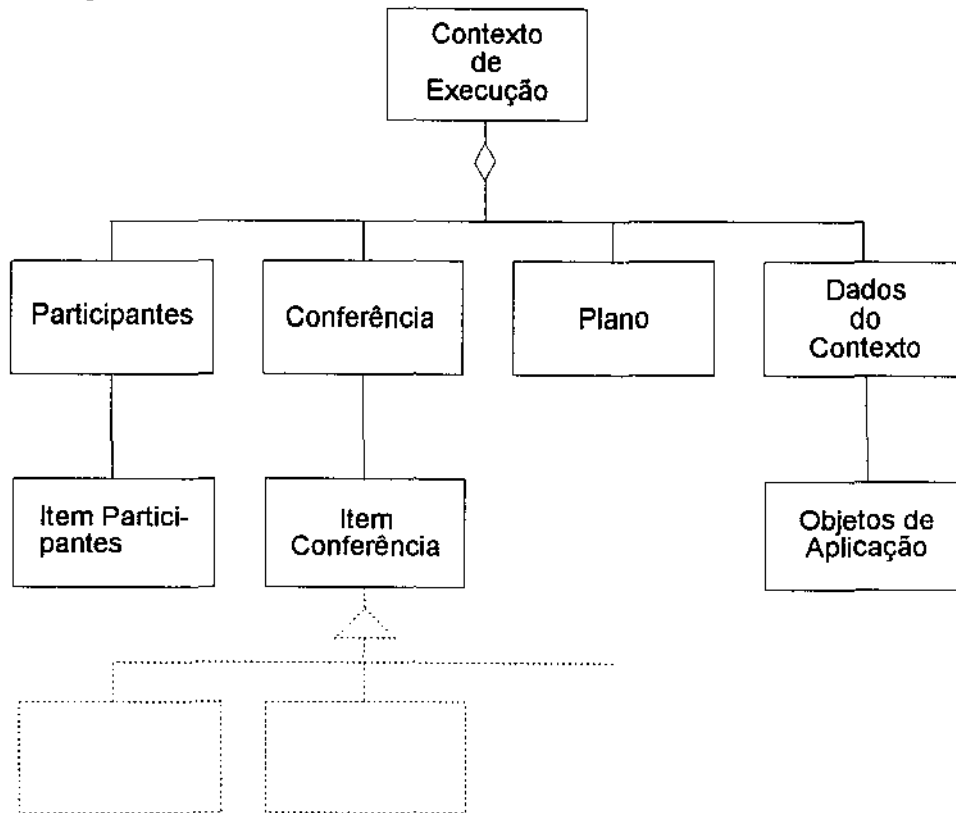 Contexto
de
Execução
Participantes
Conferência
Plano
Dados
do
Contexto
Item Partici-
pantes
Item
Conferência
Objetos de
Aplicação